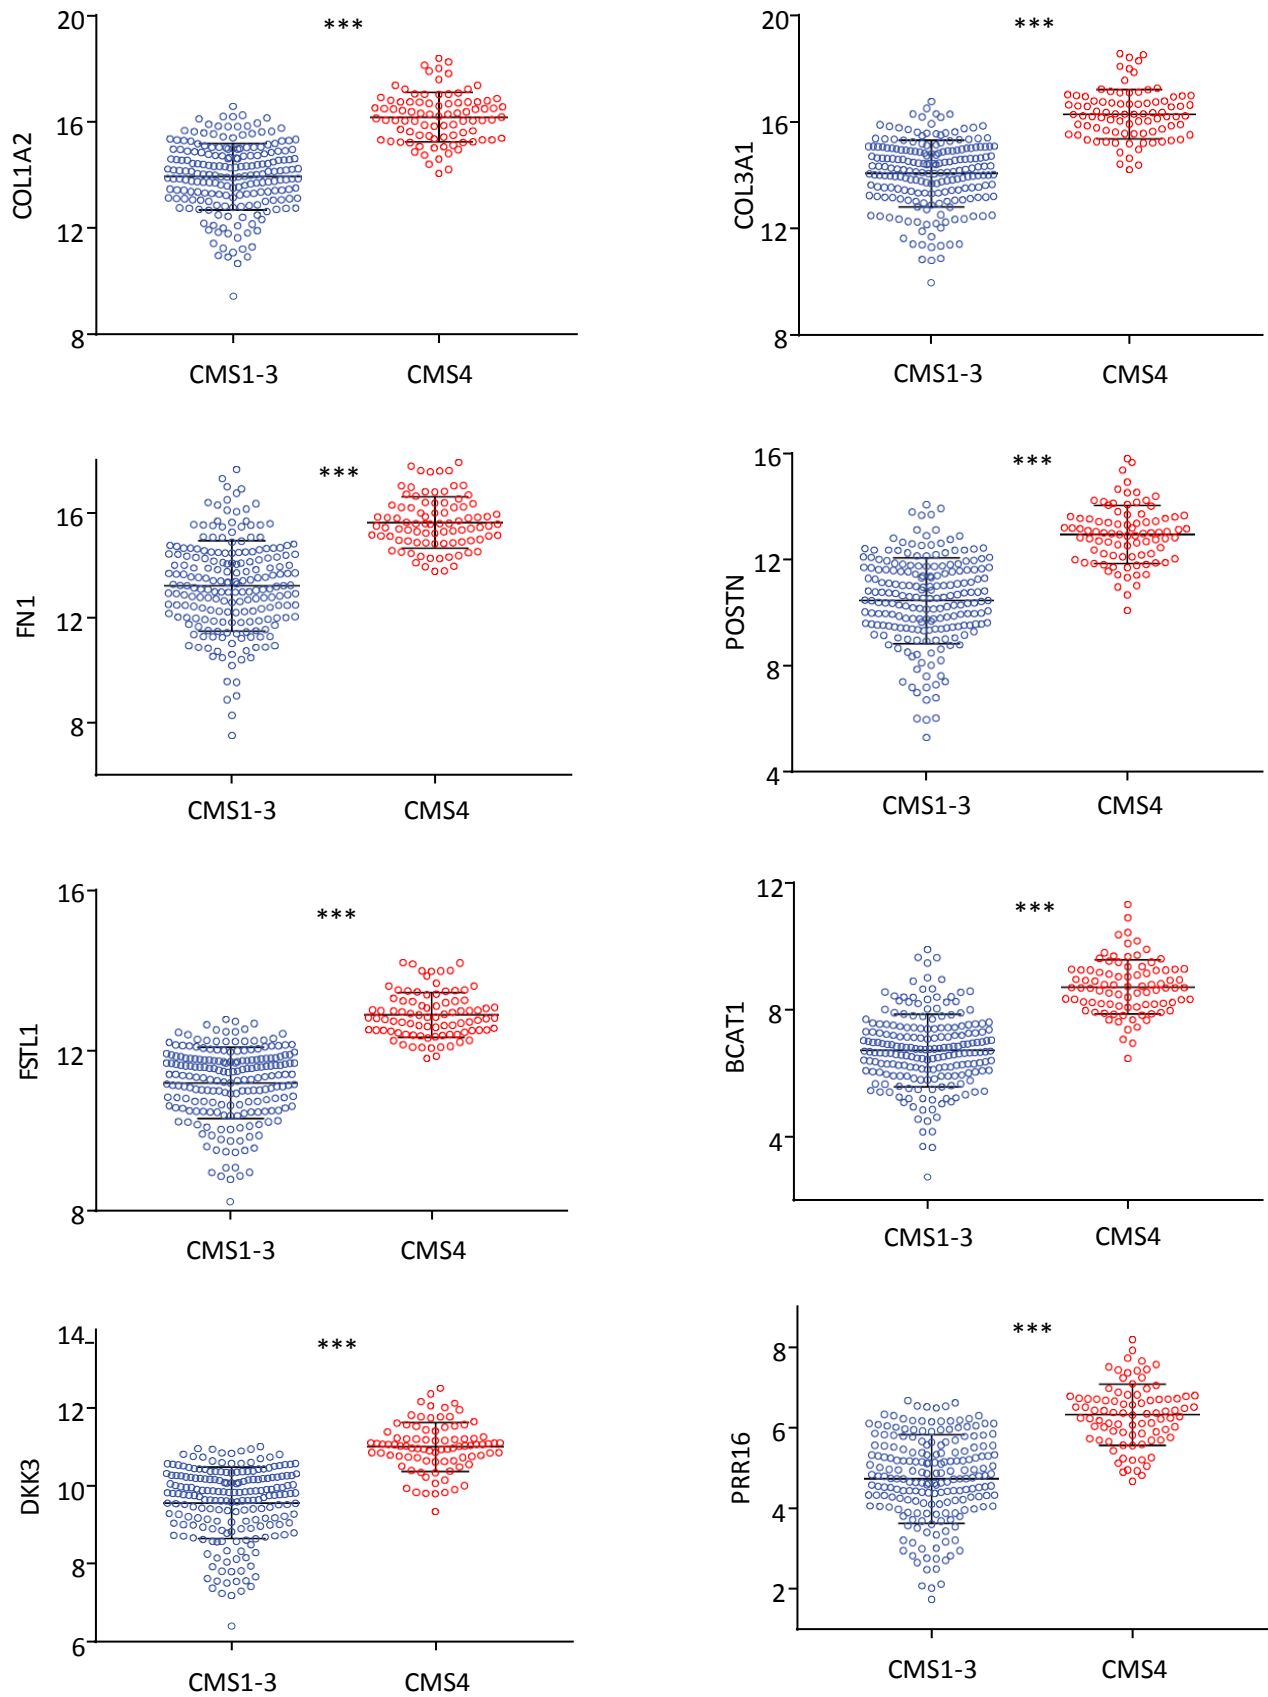 20
***
16
12
8
COL1A2
CMS1-3
CMS4
20
***
16
12
8
COL3A1
CMS1-3
CMS4
***
16
12
8
FN1
CMS1-3
CMS4
16
***
12
8
4
POSTN
CMS1-3
CMS4
16
***
12
8
FSTL1
CMS1-3
CMS4
12
***
8
4
BCAT1
CMS1-3
CMS4
14
***
12
10
8
6
DKK3
CMS1-3
CMS4
***
8
6
4
2
PRR16
CMS1-3
CMS4